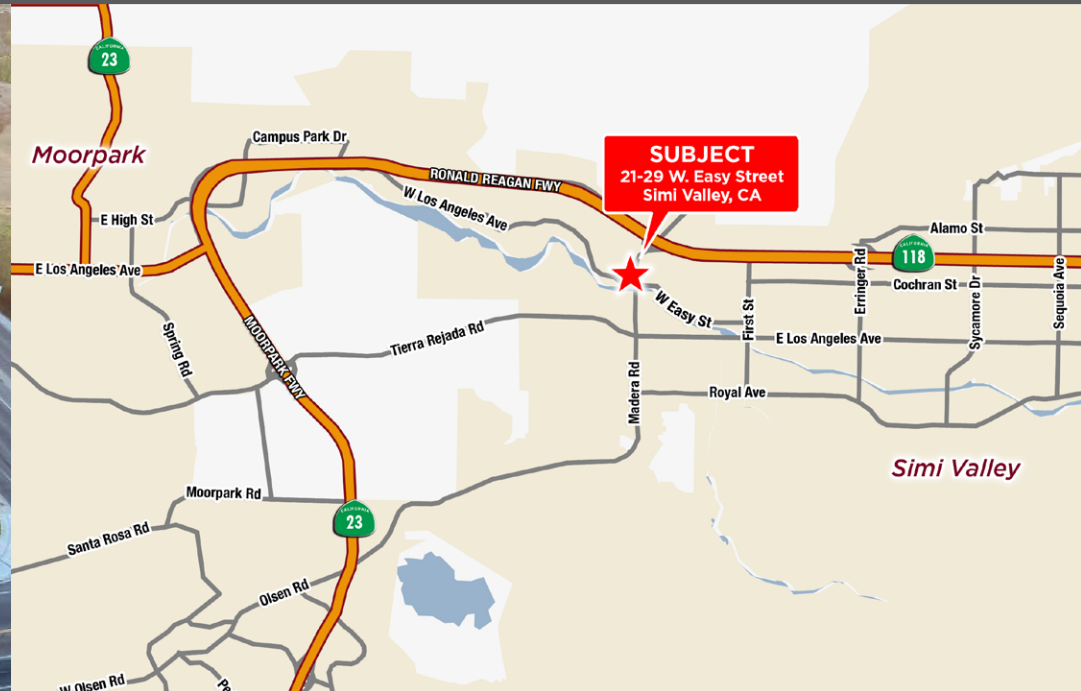 CALIFORNIA
23
Moorpark
Campus Park Dr
SUBJECT
21-29 W. Easy Street
Simi Valley, CA
RONALD REAGAN FWY
W Los Angeles Ave
E High St
Alamo St
CALIFORNIA
118
E Los Angeles Ave
Cochran St
Erringer Rd
Sycamore Dr
Sequoia Ave
W Easy St
First St
Spring Rd
MOORPARK FWY
Tierra Rejada Rd
E Los Angeles Ave
Madera Rd
Royal Ave
Simi Valley
Moorpark Rd
CALIFORNIA
23
Santa Rosa Rd
Olsen Rd
W Olsen Rd